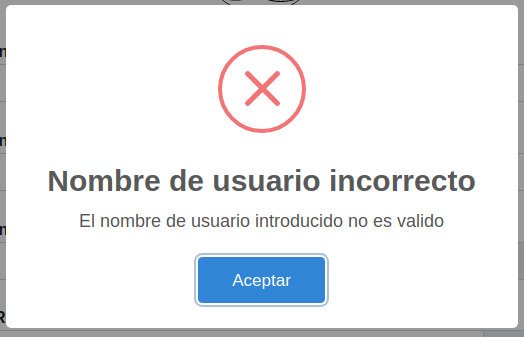 Nombre de usuario incorrecto
El nombre de usuario introducido no es valido
Aceptar